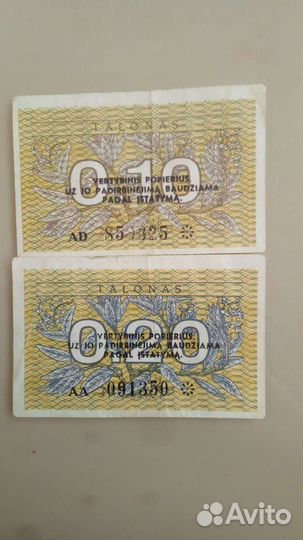 TALONAS
0.10
VERTYBINIS POPIERIUS.
UŽ JO PADIRBINĖJIMĄ BAUDŽIAMA
PAGAL ĮSTATYMĄ.
AD
TALONAS
0.20
VERTYBINIS POPIERIUS.
UŽ JO PADIRBINĖJIMĄ BAUDŽIAMA
PAGAL ĮSTATYMĄ.
AA 091350
Avito